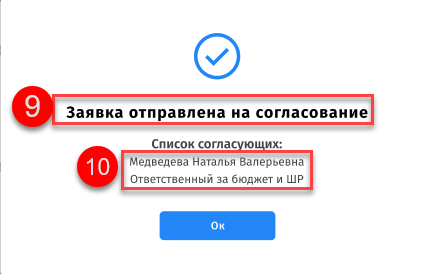 9
Заявка отправлена на согласование
Список согласующих:
10
Медведева Наталья Валерьевна
Ответственный за бюджет и ШР
Ок